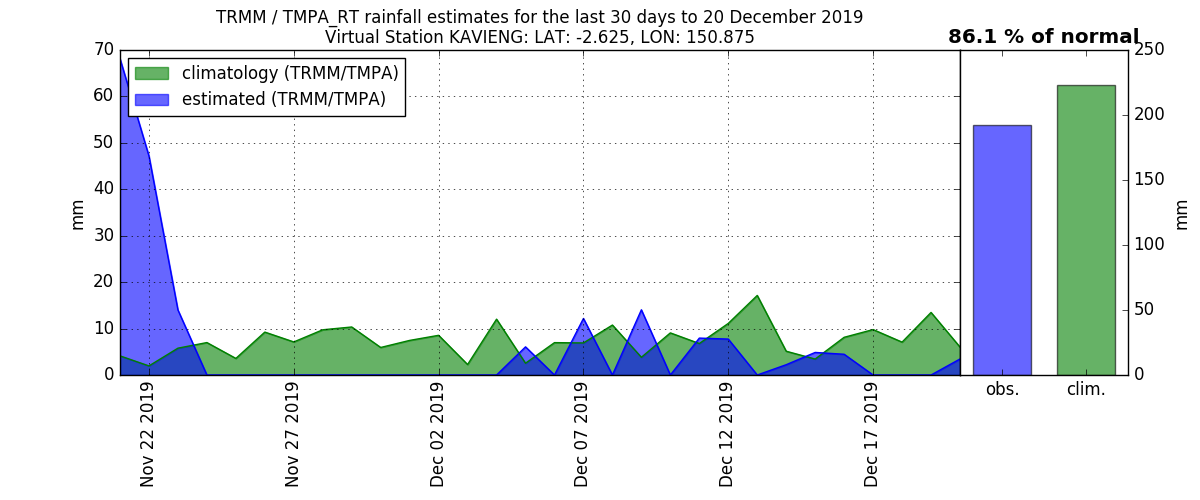 TRMM / TMPA_RT rainfall estimates for the last 30 days to 20 December 2019
Virtual Station KAVIENG: LAT: -2.625, LON: 150.875
86.1 % of normal
climatology (TRMM/TMPA)
estimated (TRMM/TMPA)
mm
70
60
50
40
30
20
10
0
Nov 22 2019
Nov 27 2019
Dec 02 2019
Dec 07 2019
Dec 12 2019
Dec 17 2019
obs.
clim.
250
200
150
100
50
0
mm